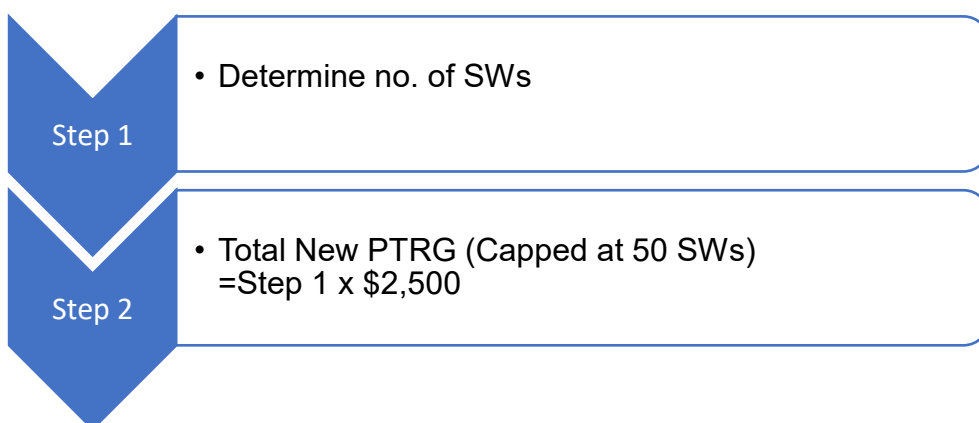 Step 1
• Determine no. of SWs
Step 2
• Total New PTRG (Capped at 50 SWs)
=Step 1 x $2,500